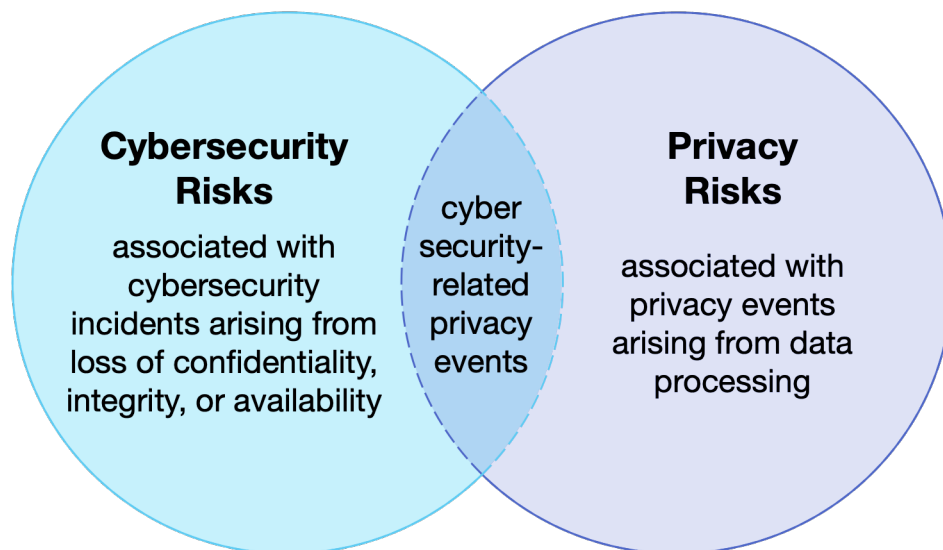 Cybersecurity
Risks
associated with
cybersecurity
incidents arising from
loss of confidentiality,
integrity, or availability
cyber
security-
related
privacy
events
Privacy
Risks
associated with
privacy events
arising from data
processing